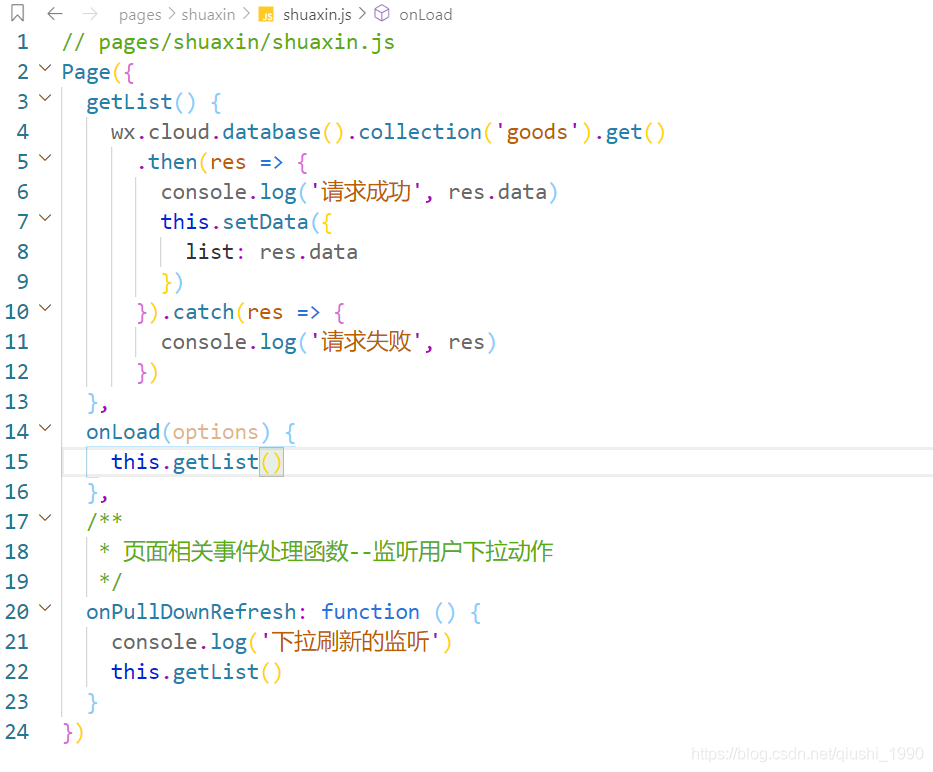 pages > shuaxin > JS shuaxin.js > onLoad
1 // pages/shuaxin/shuaxin.js
2 Page({
3 getList() {
4 wx.cloud.database().collection('goods').get()
5 .then(res => {
6 console.log('请求成功', res.data)
7 this.setData({
8 list: res.data
9 })
10 }).catch(res => {
11 console.log('请求失败', res)
12 })
13 },
14 onLoad(options) {
15 this.getList()
16 },
17 /**
18 * 页面相关事件处理函数--监听用户下拉动作
19 */
20 onPullDownRefresh: function () {
21 console.log('下拉刷新的监听')
22 this.getList()
23 }
24 })
https://blog.csdn.net/qiushi_1990